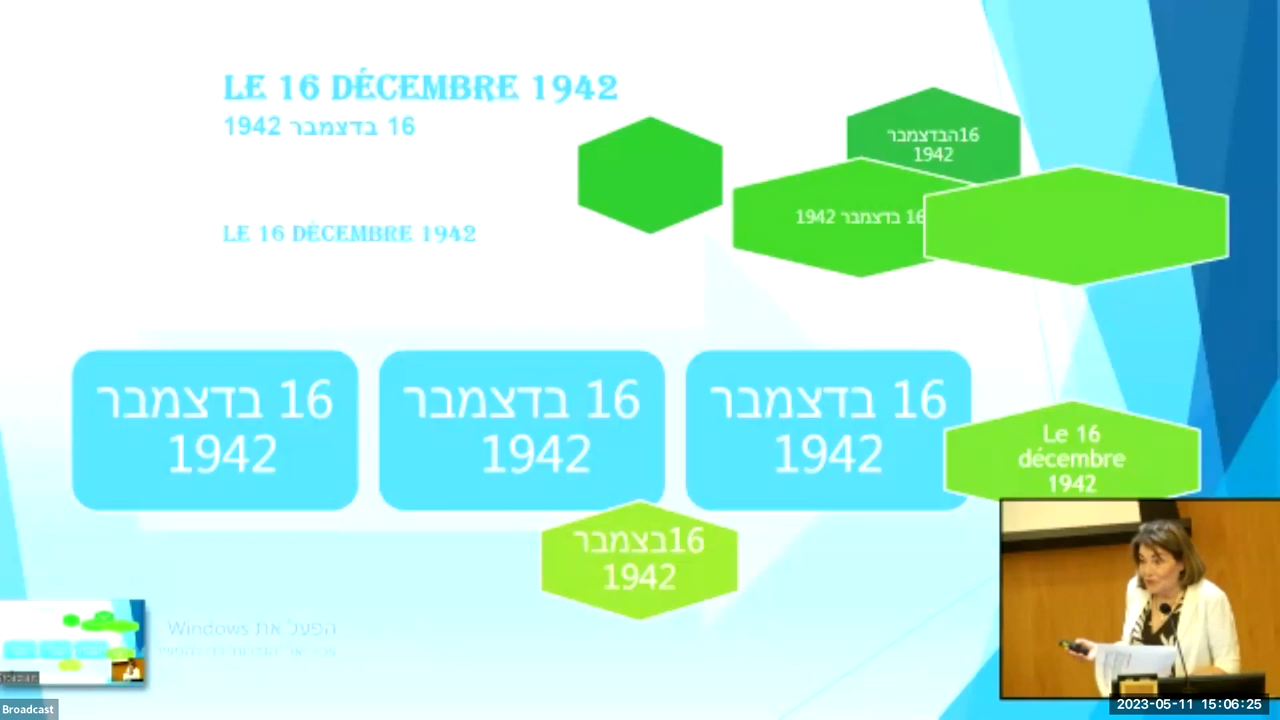 LE 16 DÉCEMBRE 1942
16 בדצמבר 1942
16הבדצמבר
1942
16 בדצמבר 1942
LE 16 DÉCEMBRE 1942
16 בדצמבר
1942
16 בדצמבר
1942
16 בדצמבר
1942
Le 16
décembre
1942
16בצמבר
1942
הפעל את Windows
Broadcast
2023-05-11 15:06:25